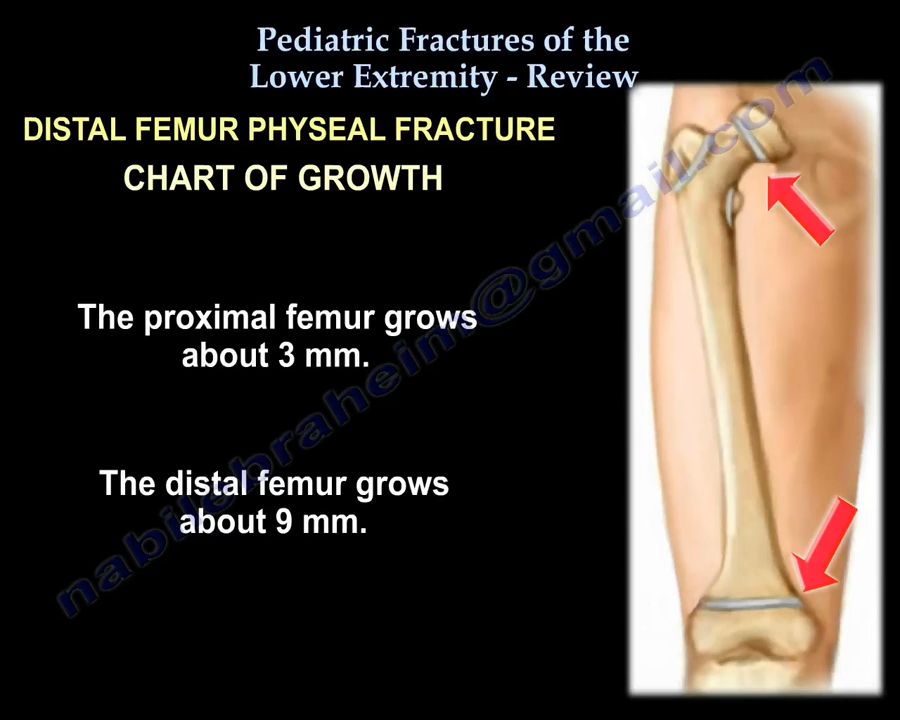 Pediatric Fractures of the
Lower Extremity - Review
DISTAL FEMUR PHYSEAL FRACTURE
CHART OF GROWTH
The proximal femur grows
about 3 mm.
The distal femur grows
about 9 mm.
nabilebraheim@gmail.com